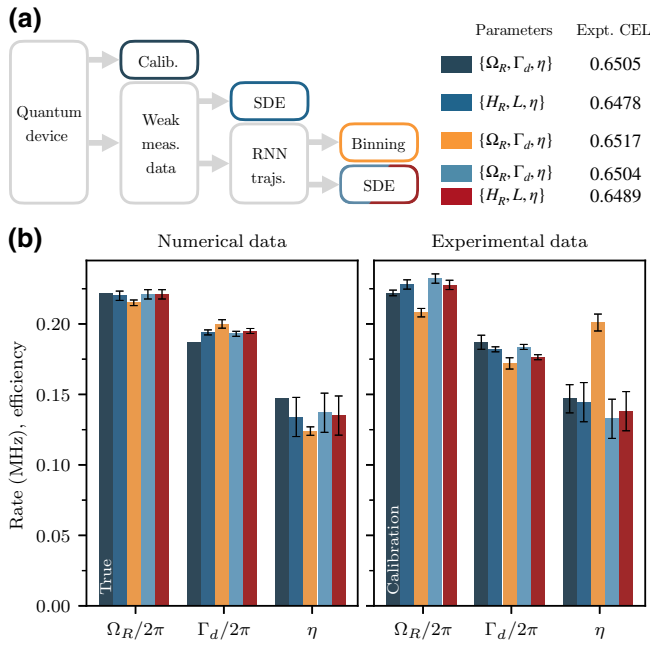 (a)
Quantum
device
Calib.
Weak
meas.
data
SDE
RNN
trajs.
Binning
SDE
Parameters Expt. CEL
{Ω_R, Γ_d, η} 0.6505
{H_R, L, η} 0.6478
{Ω_R, Γ_d, η} 0.6517
{Ω_R, Γ_d, η} 0.6504
{H_R, L, η} 0.6489
(b)
Numerical data Experimental data
Rate (MHz), efficiency
0.20
0.15
0.10
0.05
0.00
True
Calibration
Ω_R/2π Γ_d/2π η
Ω_R/2π Γ_d/2π η